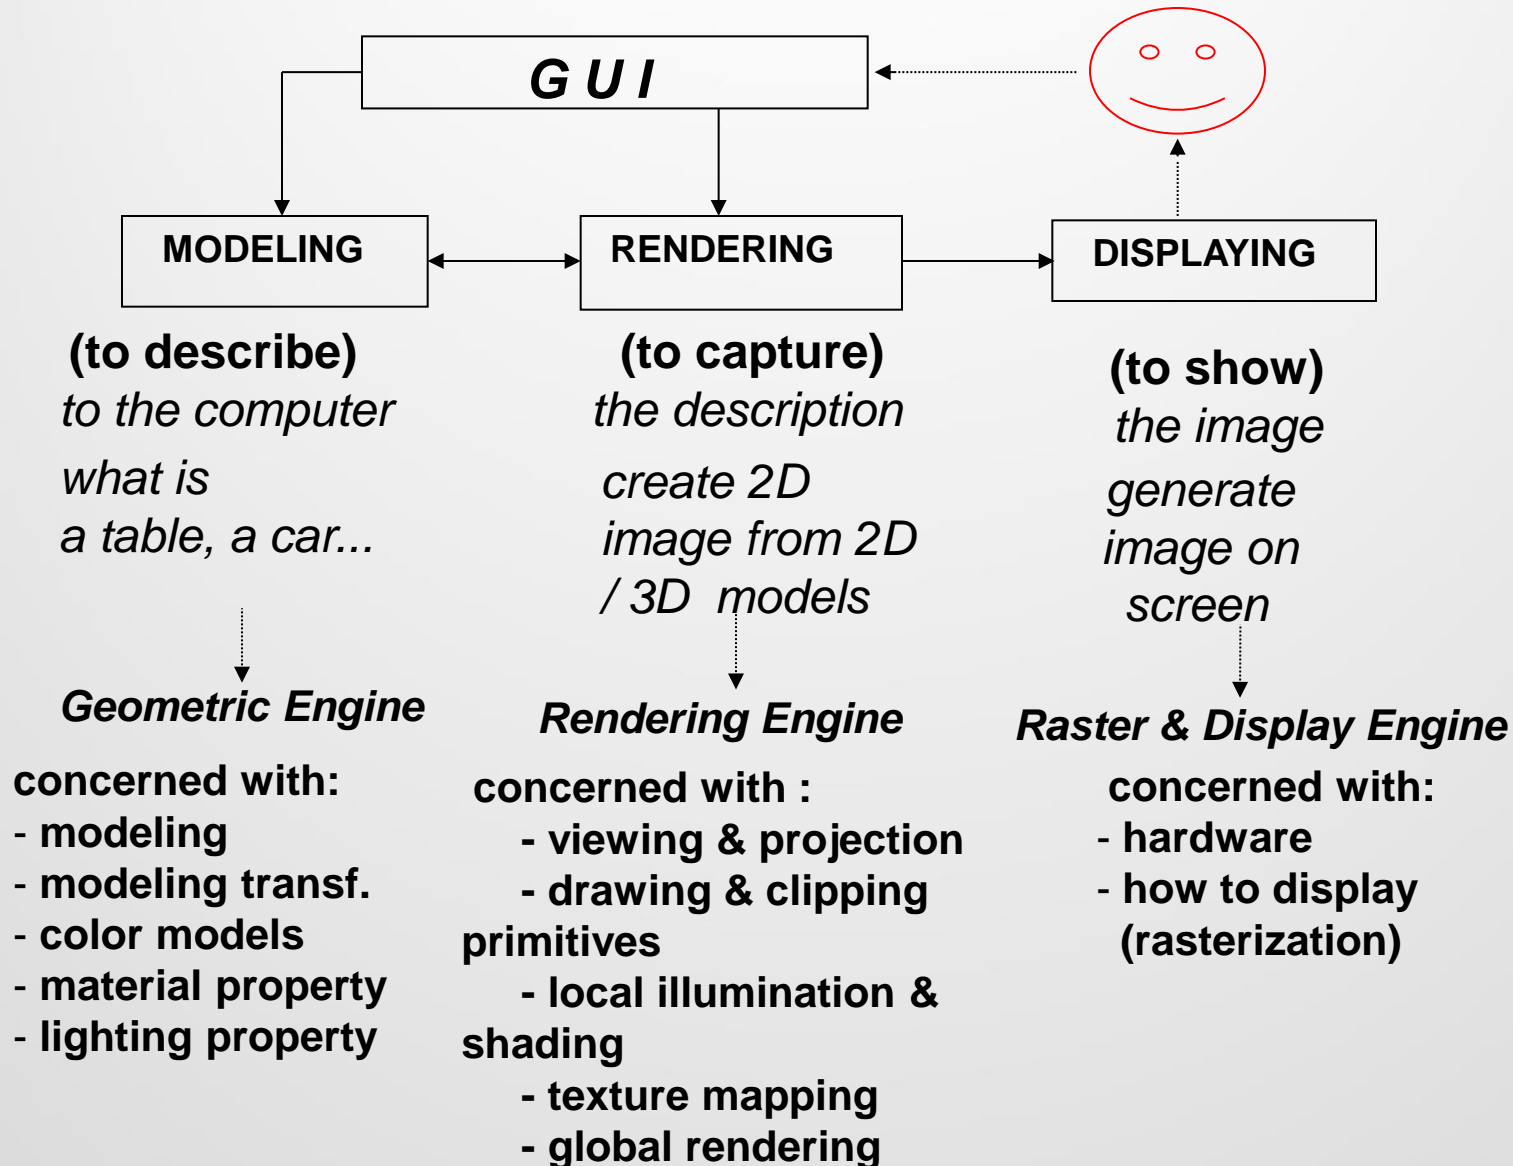 G U I
MODELING
RENDERING
DISPLAYING
(to describe)
to the computer
what is
a table, a car...
(to capture)
the description
create 2D
image from 2D
/ 3D models
(to show)
the image
generate
image on
screen
Geometric Engine
concerned with:
- modeling
- modeling transf.
- color models
- material property
- lighting property
Rendering Engine
concerned with :
- viewing & projection
- drawing & clipping
primitives
- local illumination &
shading
- texture mapping
- global rendering
Raster & Display Engine
concerned with:
- hardware
- how to display
(rasterization)